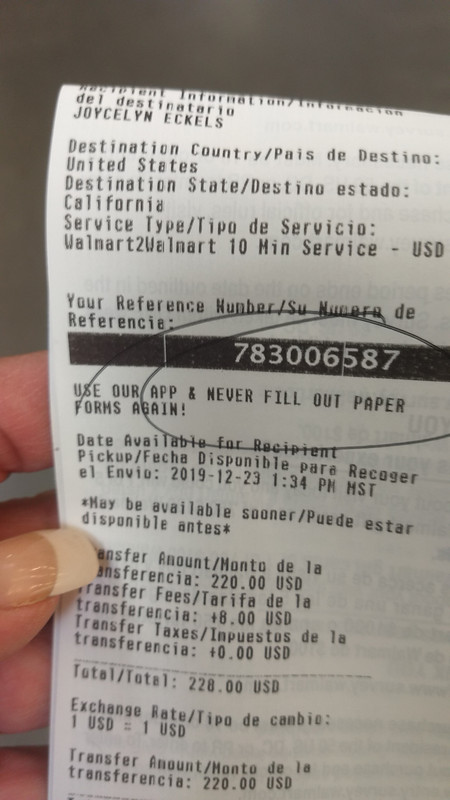 Recipient Information/Informacion
del destinatario
JOYCELYN ECKELS
Destination Country/Pais de Destino:
United States
Destination State/Destino estado:
California
Service Type/Tipo de Servicio:
Walmart2Walmart 10 Min Service - USD
Your Reference Number/Su Numero de
Referencia:
783006587
USE OUR APP & NEVER FILL OUT PAPER
FORMS AGAIN!
Date Available for Recipient
Pickup/Fecha Disponible para Recoger
el Envio: 2019-12-23 1:34 PM MST
*May be available sooner/Puede estar
disponible antes*
ansfer Amount/Monto de la
ansferencia: 220.00 USD
Transfer Fees/Tarifa de la
transferencia: +8.00 USD
Transfer Taxes/Impuestos de la
transferencia: +0.00 USD
Total/Total: 228.00 USD
Exchange Rate/Tipo de cambio:
1 USD = 1 USD
Transfer Amount/Monto de la
transferencia: 220.00 USD